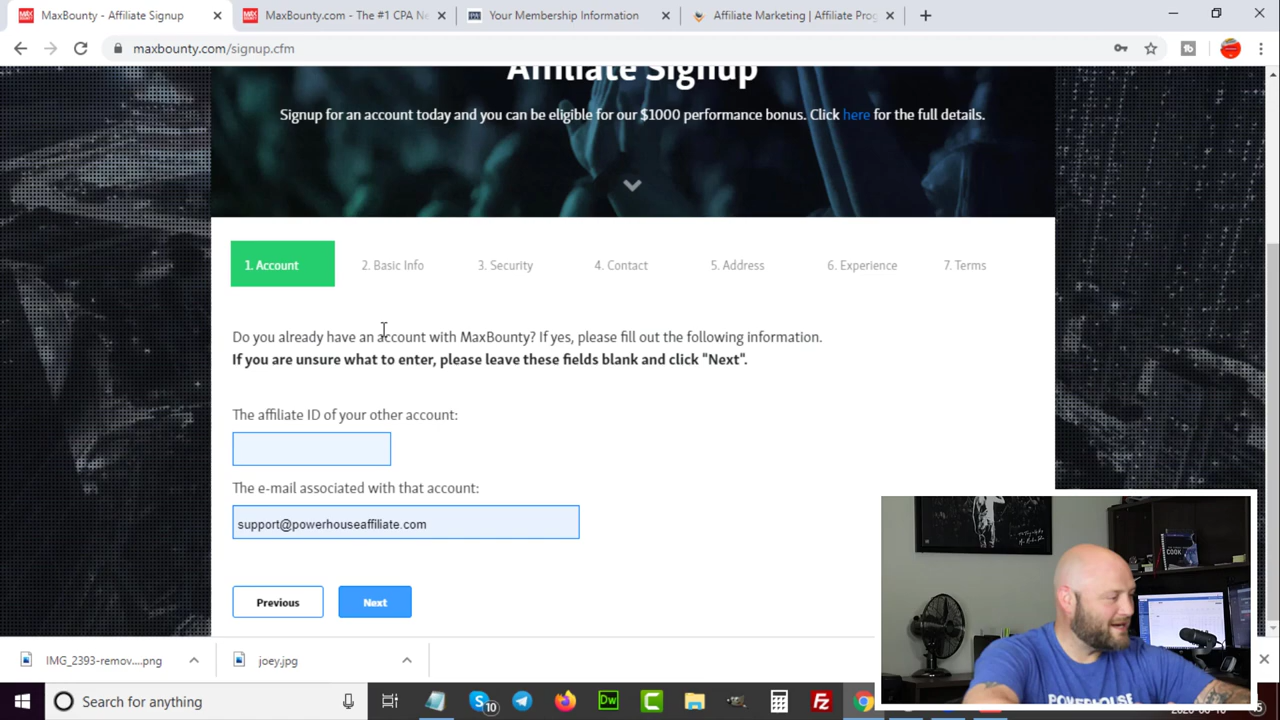 MaxBounty - Affiliate Signup
MaxBounty.com - The #1 CPA Ne
Your Membership Information
Affiliate Marketing | Affiliate Prog
maxbounty.com/signup.cfm
Affiliate Signup
Signup for an account today and you can be eligible for our $1000 performance bonus. Click here for the full details.
1. Account
2. Basic Info
3. Security
4. Contact
5. Address
6. Experience
7. Terms
Do you already have an account with MaxBounty? If yes, please fill out the following information.
If you are unsure what to enter, please leave these fields blank and click "Next".
The affiliate ID of your other account:
The e-mail associated with that account:
support@powerhouseaffiliate.com
Previous
Next
COOK
POWERHOUSE
IMG_2393-remov....png
joey.jpg
Search for anything
10
Dw